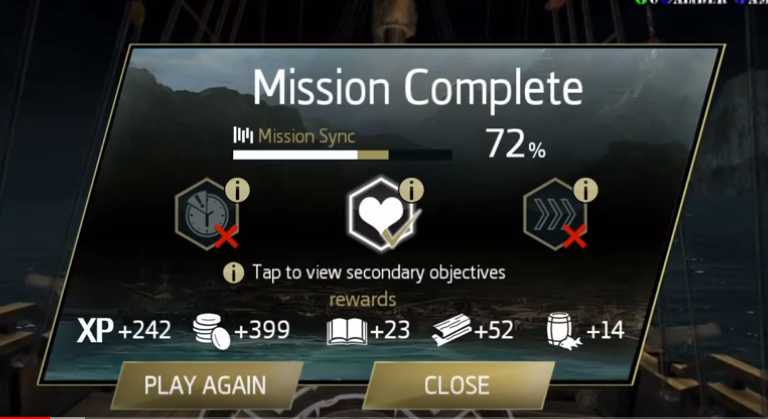 Mission Complete
Mission Sync
72%
i
i
i
i Tap to view secondary objectives
rewards
XP +242 +399 +23 +52 +14
PLAY AGAIN
CLOSE